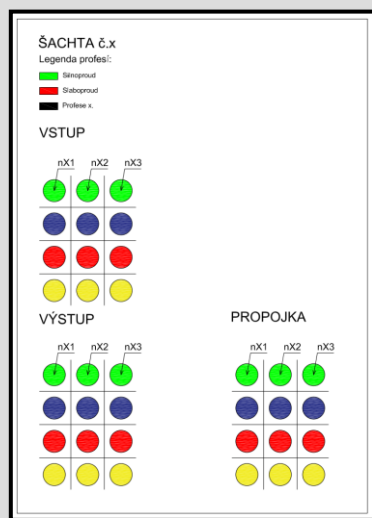 ŠACHTA č.x
Legenda profesí:
Silnoproud
Slaboproud
Profese x.
VSTUP
nX1 nX2 nX3
VÝSTUP
nX1 nX2 nX3
PROPOJKA
nX1 nX2 nX3